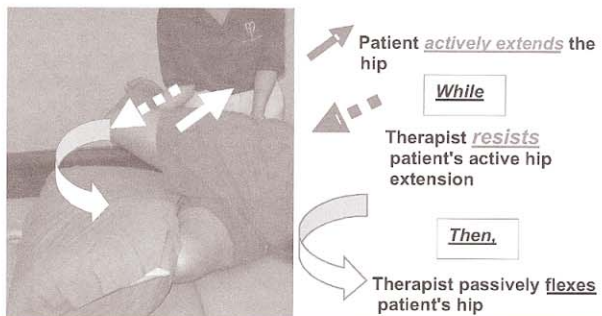 Patient actively extends the
hip
While
Therapist resists
patient's active hip
extension
Then,
Therapist passively flexes
patient's hip